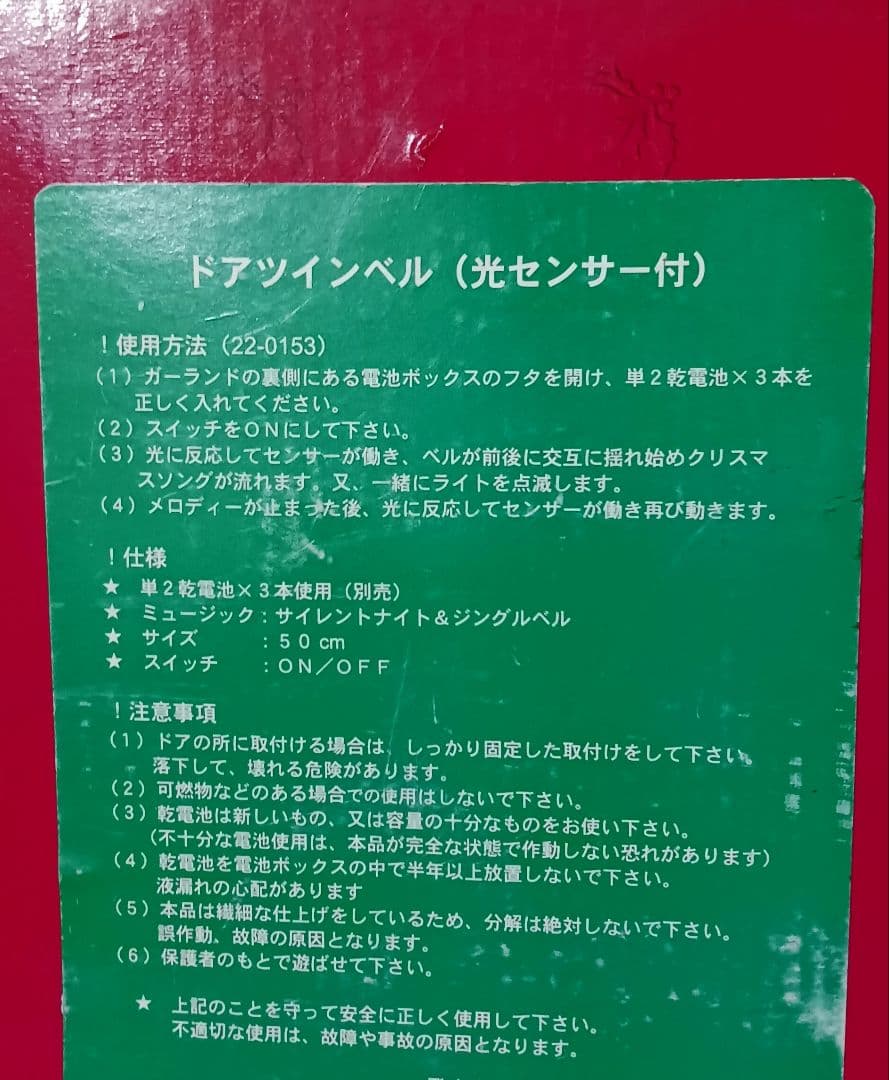 ドアツインベル（光センサー付）
！使用方法（22-0153）
（１）ガーランドの裏側にある電池ボックスのフタを開け、単２乾電池×３本を
正しく入れてください。
（２）スイッチをＯＮにして下さい。
（３）光に反応してセンサーが働き、ベルが前後に交互に揺れ始めクリスマ
スソングが流れます。又、一緒にライトを点滅します。
（４）メロディーが止まった後、光に反応してセンサーが働き再び動きます。
！仕様
★　単２乾電池×３本使用（別売）
★　ミュージック：サイレントナイト＆ジングルベル
★　サイズ　：５０cm
★　スイッチ　：ＯＮ／ＯＦＦ
！注意事項
（１）ドアの所に取付ける場合は、しっかり固定した取付けをして下さい。
落下して、壊れる危険があります。
（２）可燃物などのある場合での使用はしないで下さい。
（３）乾電池は新しいもの、又は容量の十分なものをお使い下さい。
（不十分な電池使用は、本品が完全な状態で作動しない恐れがあります）
（４）乾電池を電池ボックスの中で半年以上放置しないで下さい。
液漏れの心配があります
（５）本品は繊細な仕上げをしているため、分解は絶対しないで下さい。
誤作動、故障の原因となります。
（６）保護者のもとで遊ばせて下さい。
★　上記のことを守って安全に正しく使用して下さい。
不適切な使用は、故障や事故の原因となります。